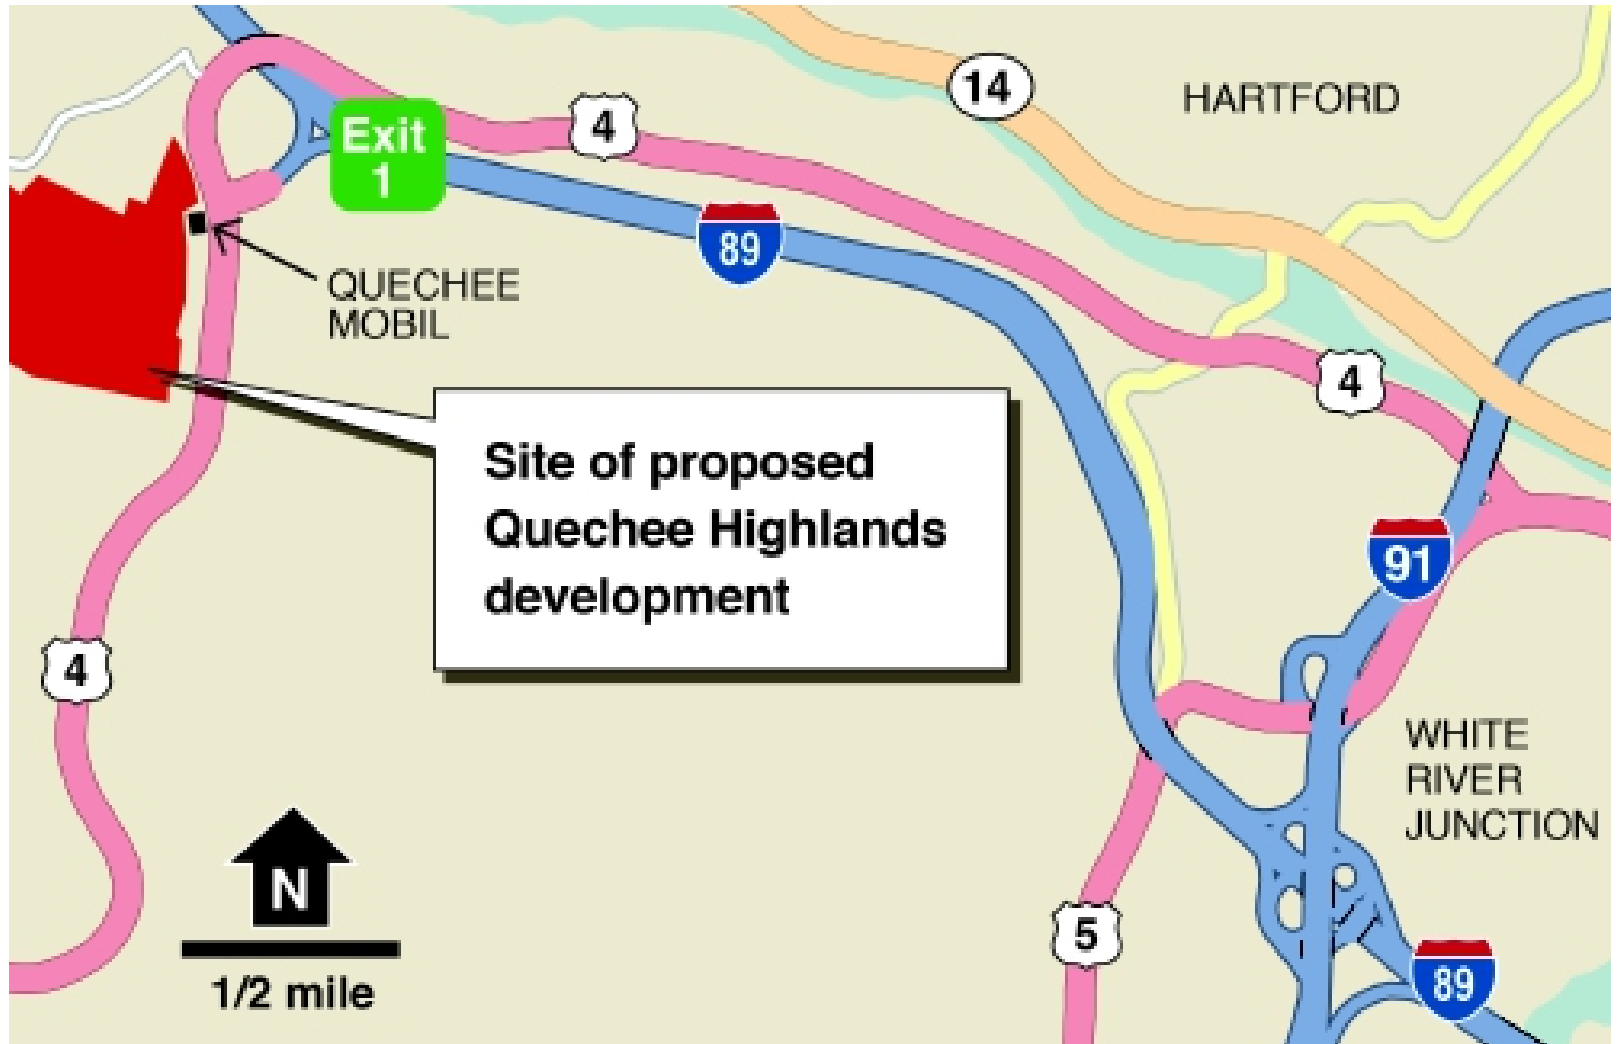 14
HARTFORD
4
Exit
1
89
QUECHEE
MOBIL
4
Site of proposed
Quechee Highlands
development
91
4
WHITE
RIVER
JUNCTION
N
5
89
1/2 mile